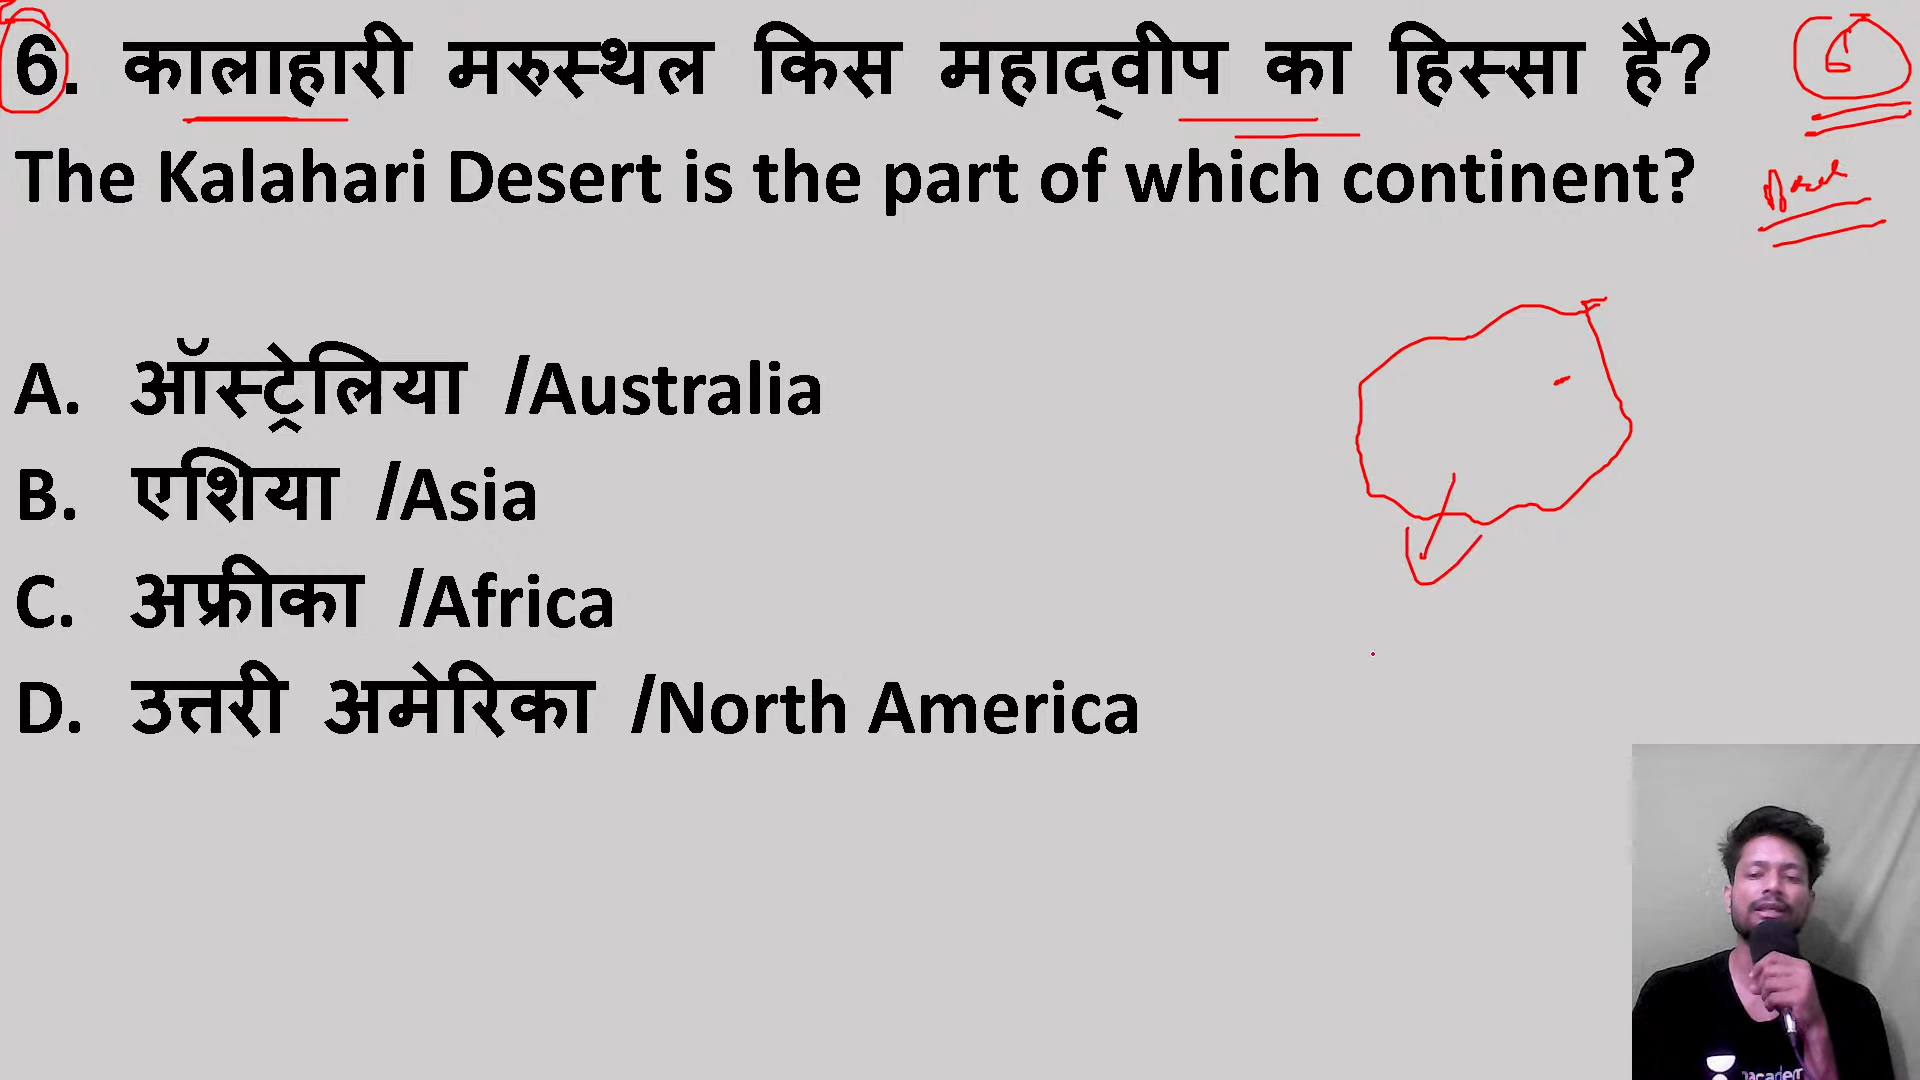 6. कालाहारी मरुस्थल किस महाद्वीप का हिस्सा है?
The Kalahari Desert is the part of which continent?
A. ऑस्ट्रेलिया /Australia
B. एशिया /Asia
C. अफ्रीका /Africa
D. उत्तरी अमेरिका /North America